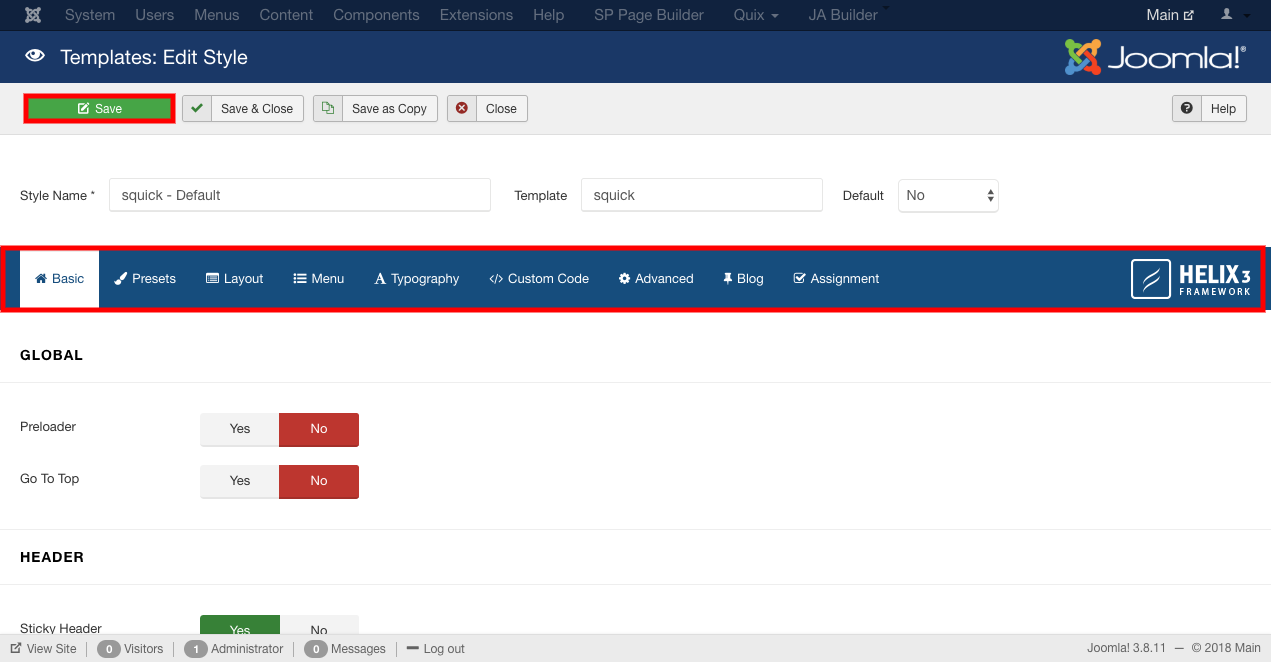 System Users Menus Content Components Extensions Help SP Page Builder Quix JA Builder Main
Templates: Edit Style Joomla!®
Save Save & Close Save as Copy Close ? Help
Style Name * squick - Default Template squick Default No
Basic Presets Layout Menu A Typography </> Custom Code Advanced Blog Assignment HELIX3
FRAMEWORK
GLOBAL
Preloader Yes No
Go To Top Yes No
HEADER
Sticky Header Yes No
View Site 0 Visitors 1 Administrator 0 Messages Log out Joomla! 3.8.11 — © 2018 Main